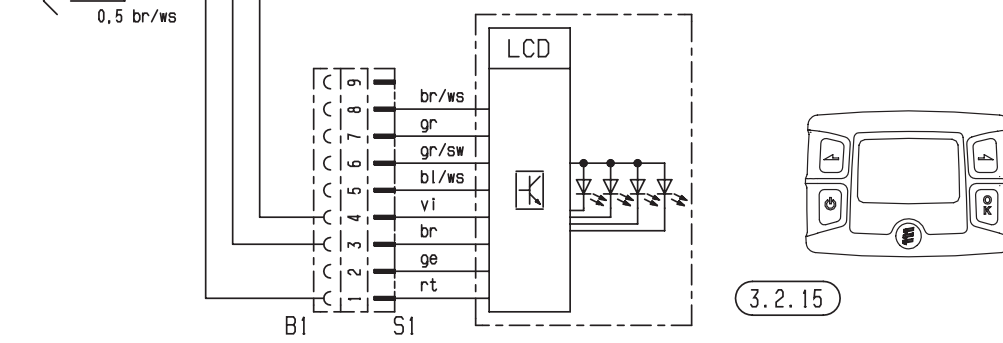 0,5 br/ws
LCD
9
8 br/ws
7 gr
6 gr/sw
5 bl/ws
4 vi
3 br
2 ge
1 rt
B1 S1
OK
3.2.15